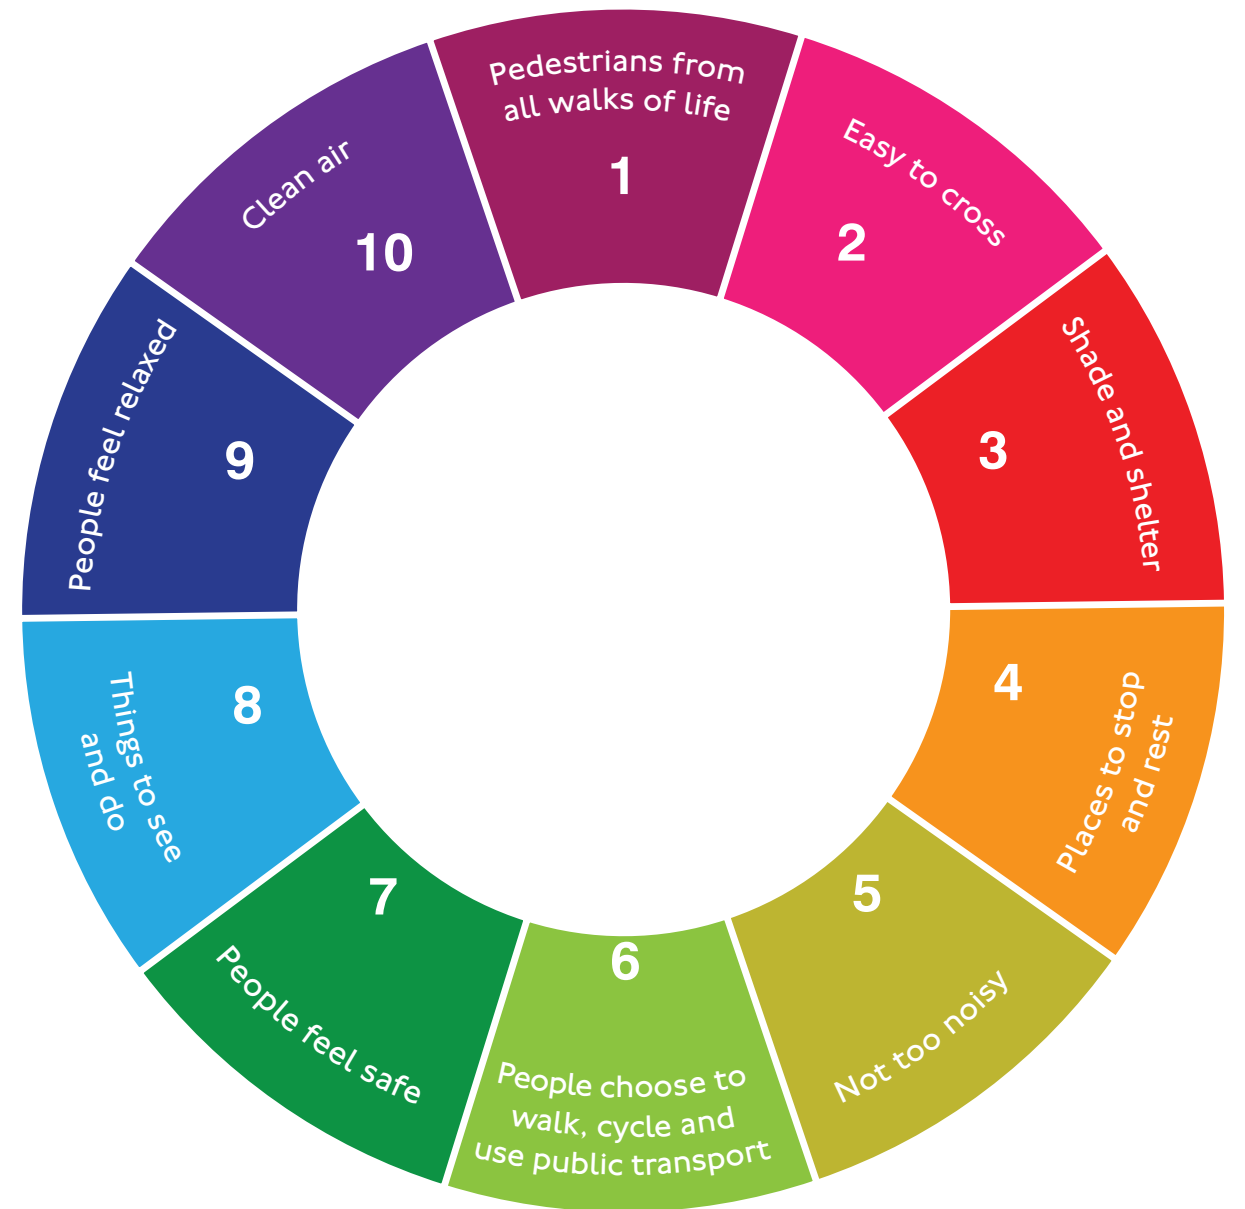 Pedestrians from
all walks of life
1
Easy to cross
2
Shade and shelter
3
Places to stop
and rest
4
Not too noisy
5
6
People choose to
walk, cycle and
use public transport
People feel safe
7
Things to see
and do
8
People feel relaxed
9
Clean air
10